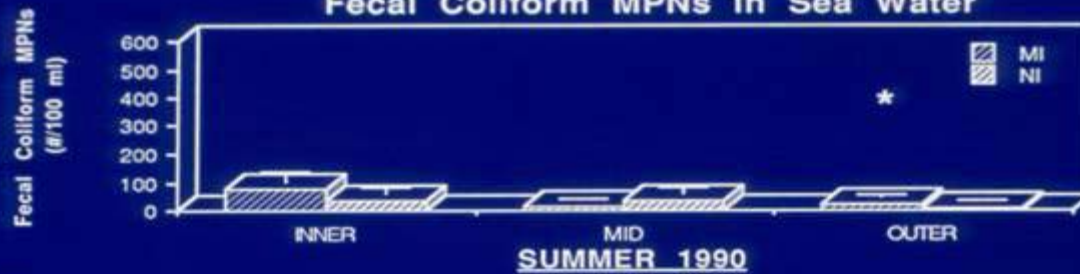 Fecal Coliform MPNs in Sea Water
Fecal Coliform MPNs
(#/100 ml)
600
500
400
300
200
100
0
MI
NI
*
INNER MID OUTER
SUMMER 1990